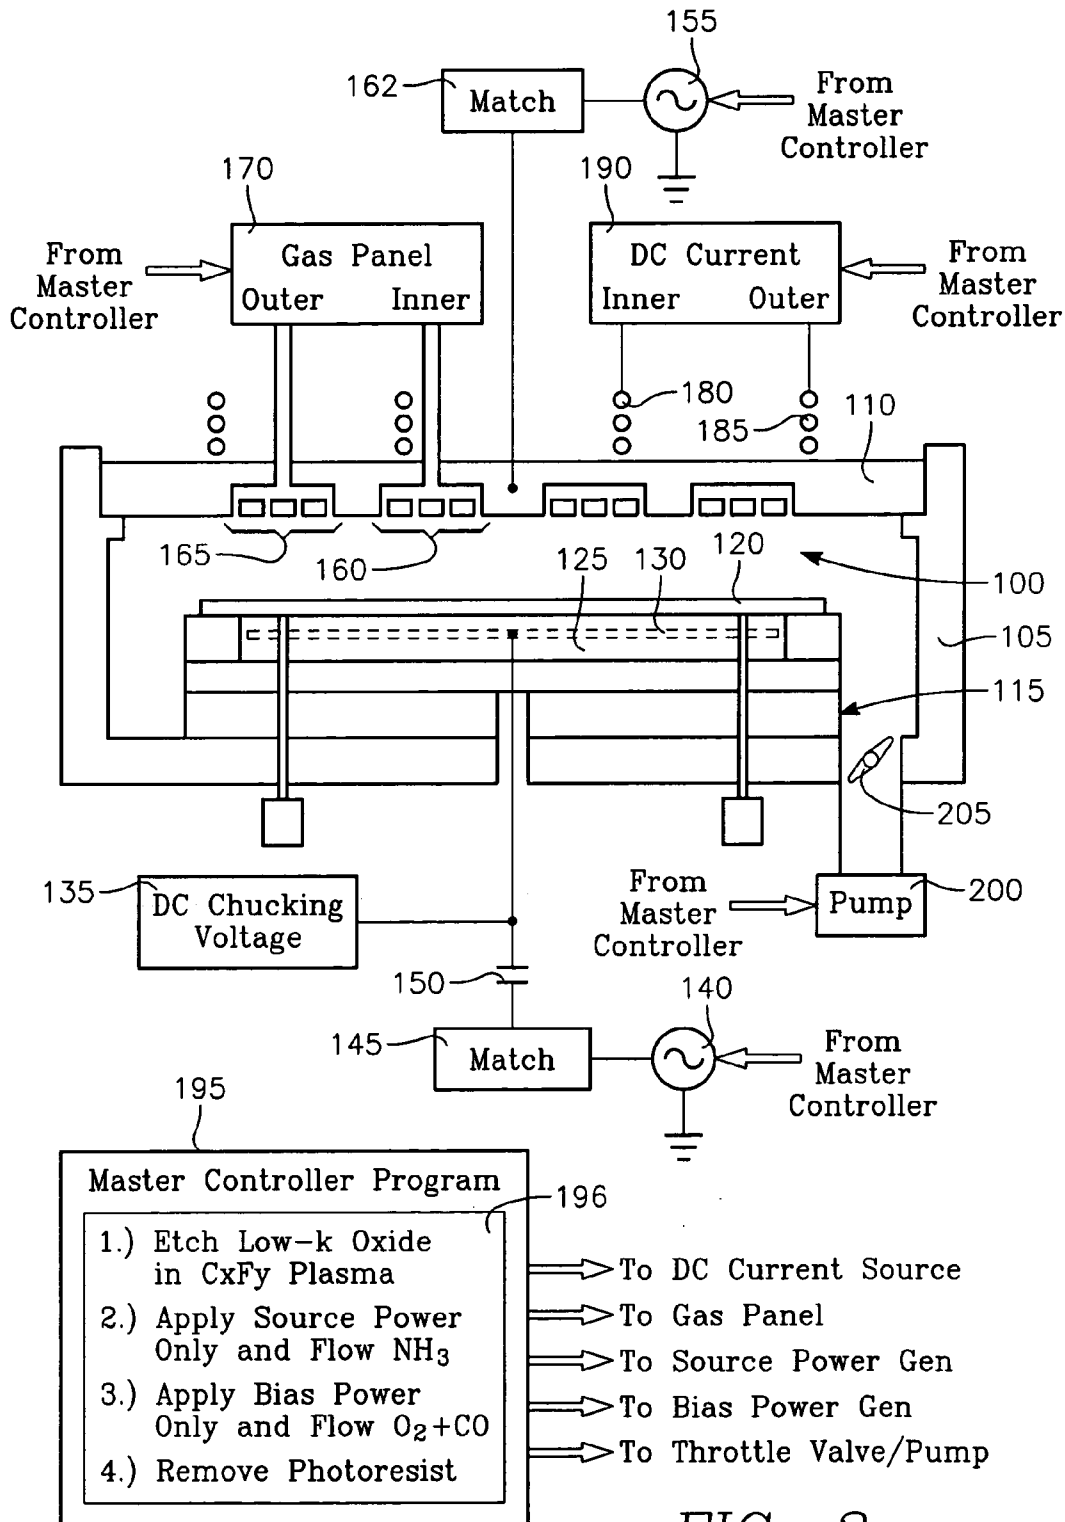 155
162
Match
From
Master
Controller
170
190
From
Master
Controller
Gas Panel
Outer Inner
DC Current
Inner Outer
From
Master
Controller
180
185
110
165
160
125
130
120
100
105
115
205
135
DC Chucking
Voltage
From
Master
Controller
Pump
200
150
140
145
Match
From
Master
Controller
195
Master Controller Program
196
1.) Etch Low-k Oxide
in CxFy Plasma
2.) Apply Source Power
Only and Flow NH3
3.) Apply Bias Power
Only and Flow O2+CO
4.) Remove Photoresist
To DC Current Source
To Gas Panel
To Source Power Gen
To Bias Power Gen
To Throttle Valve/Pump